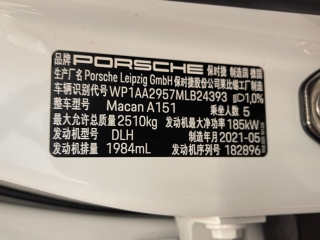 品牌 PORSCHE 保时捷 制造国 德国
生产厂名 Porsche Leipzig GmbH 保时捷股份公司莱比锡工厂 制造
车辆识别代号 WP1AA2957MLB24393 1,0%
整车型号 Macan A151 乘坐人数 5
最大允许总质量 2510kg 发动机最大净功率 185kW
发动机型号 DLH 制造年月 2021-05
发动机排量 1984mL 发动机序列号 182896